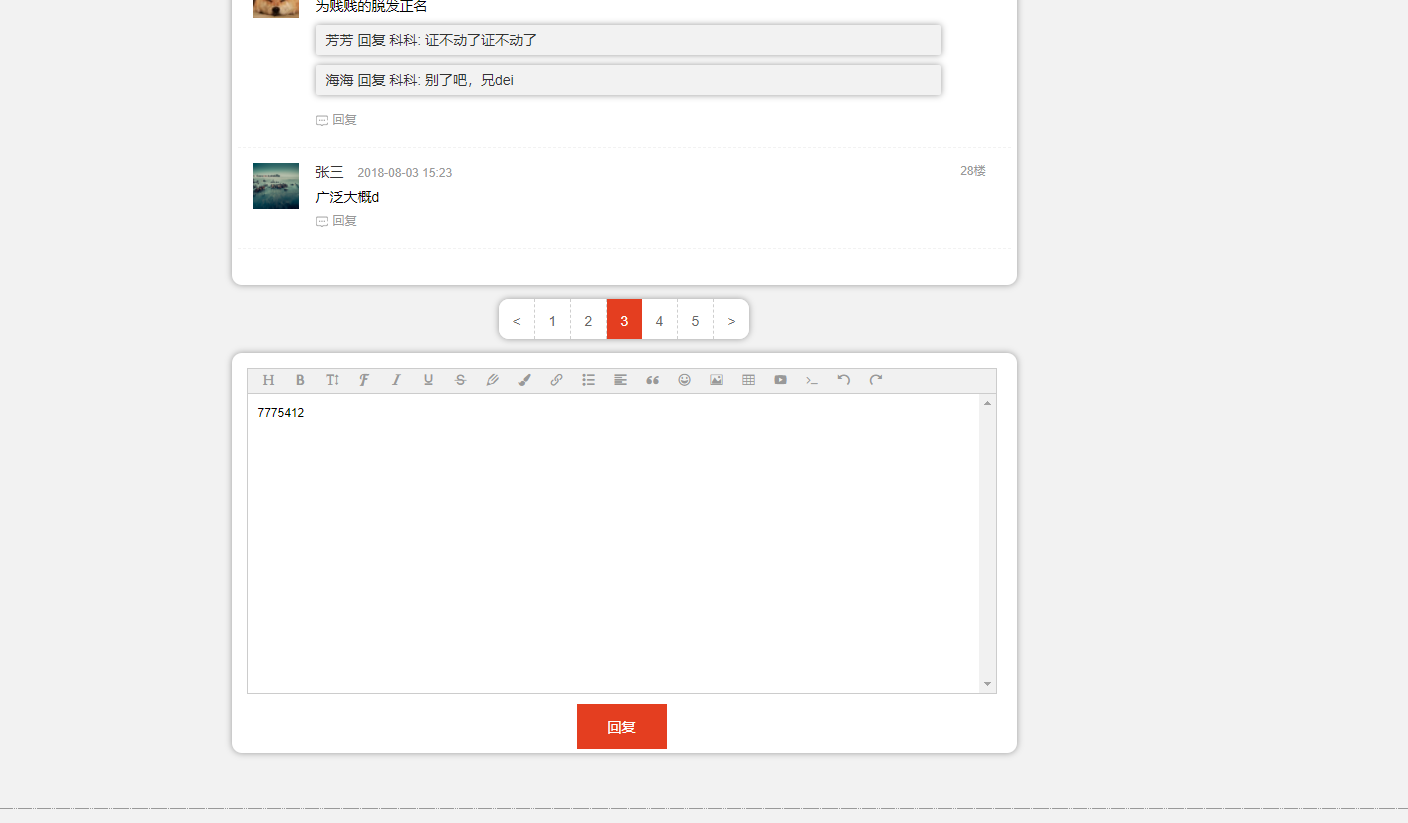 为贱贱的脱发正名
芳芳 回复 科科: 证不动了证不动了
海海 回复 科科: 别了吧，兄dei
回复
张三 2018-08-03 15:23 28楼
广泛大概d
回复
< 1 2 3 4 5 >
7775412
回复